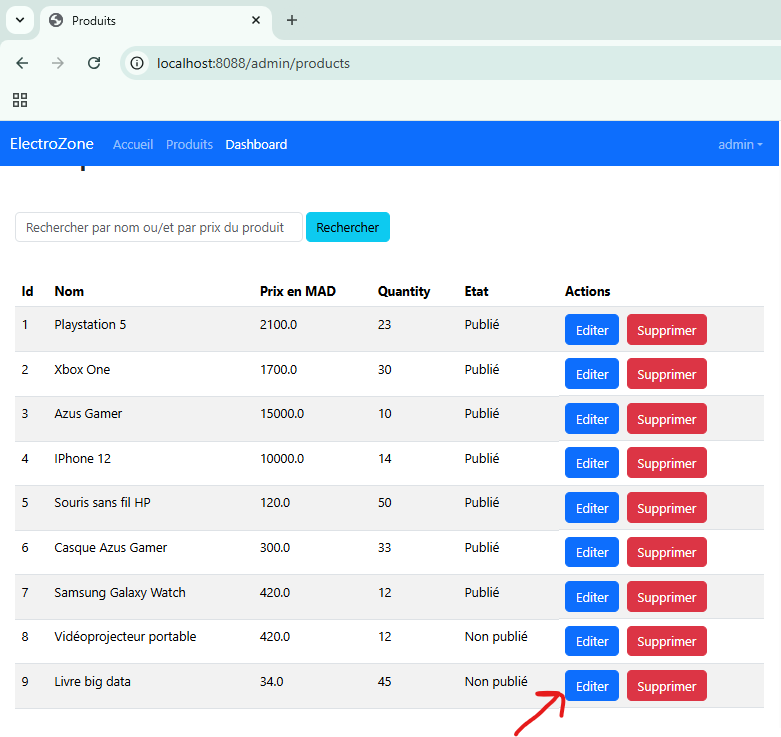 Produits
localhost:8088/admin/products
ElectroZone Accueil Produits Dashboard admin
Rechercher par nom ou/et par prix du produit Rechercher
Id Nom Prix en MAD Quantity Etat Actions
1 Playstation 5 2100.0 23 Publié Editer Supprimer
2 Xbox One 1700.0 30 Publié Editer Supprimer
3 Azus Gamer 15000.0 10 Publié Editer Supprimer
4 IPhone 12 10000.0 14 Publié Editer Supprimer
5 Souris sans fil HP 120.0 50 Publié Editer Supprimer
6 Casque Azus Gamer 300.0 33 Publié Editer Supprimer
7 Samsung Galaxy Watch 420.0 12 Publié Editer Supprimer
8 Vidéoprojecteur portable 420.0 12 Non publié Editer Supprimer
9 Livre big data 34.0 45 Non publié Editer Supprimer